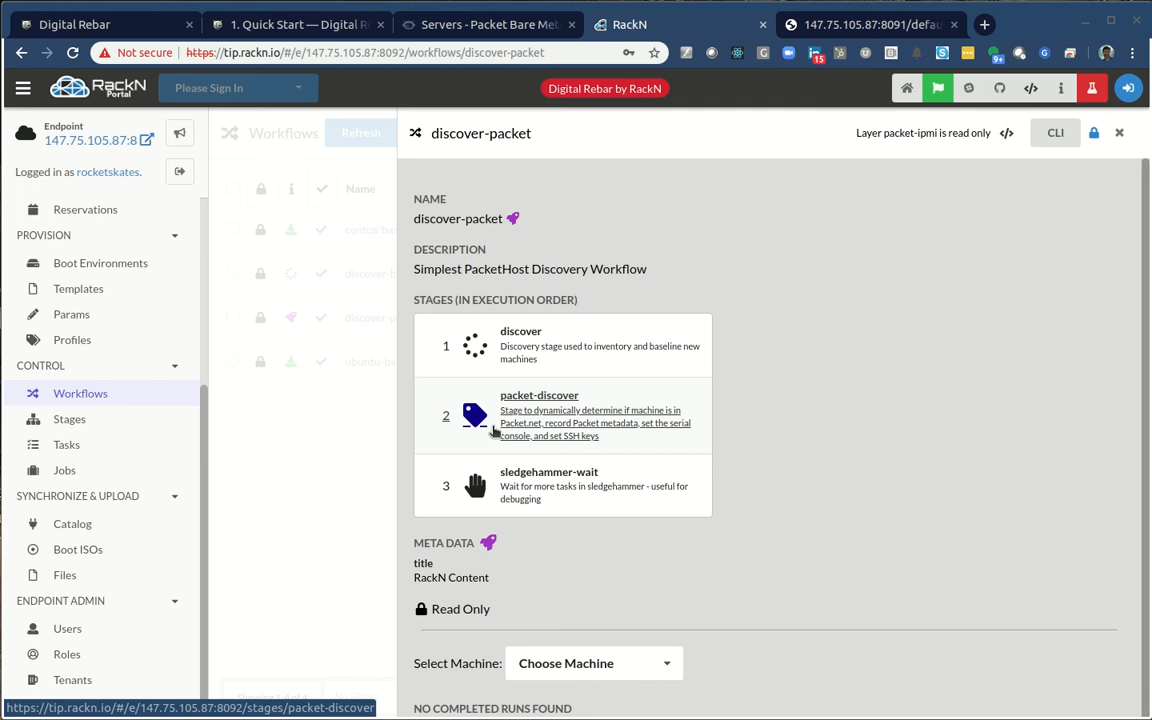 Digital Rebar
1. Quick Start — Digital R
Servers - Packet Bare Met
RackN
147.75.105.87:8091/defau
Not secure
https://tip.rackn.io/#/e/147.75.105.87:8092/workflows/discover-packet
15
9+
RackN
Portal
Please Sign In
Digital Rebar by RackN
Endpoint
147.75.105.87:8
Logged in as rocketskates.
Reservations
PROVISION
Boot Environments
Templates
Params
Profiles
CONTROL
Workflows
Stages
Tasks
Jobs
SYNCHRONIZE & UPLOAD
Catalog
Boot ISOs
Files
ENDPOINT ADMIN
Users
Roles
Tenants
Workflows
Refresh
Name
centos-ba
discover-b
discover-p
ubuntu-ba
discover-packet
Layer packet-ipmi is read only
CLI
NAME
discover-packet
DESCRIPTION
Simplest PacketHost Discovery Workflow
STAGES (IN EXECUTION ORDER)
1
discover
Discovery stage used to inventory and baseline new
machines
2
packet-discover
Stage to dynamically determine if machine is in
Packet.net, record Packet metadata, set the serial
console, and set SSH keys
3
sledgehammer-wait
Wait for more tasks in sledgehammer - useful for
debugging
META DATA
title
RackN Content
Read Only
Select Machine:
Choose Machine
NO COMPLETED RUNS FOUND
https://tip.rackn.io/#/e/147.75.105.87:8092/stages/packet-discover